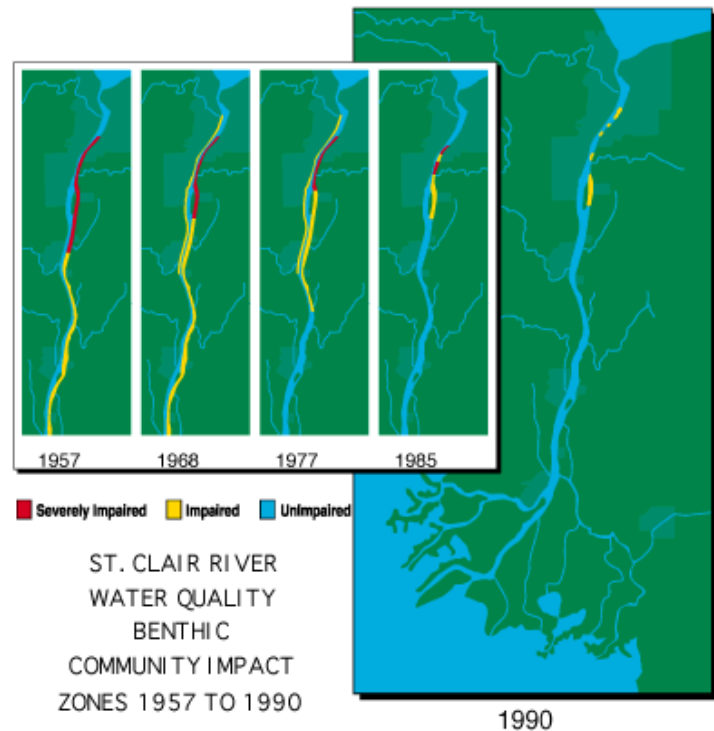 1957 1968 1977 1985
Severely Impaired Impaired UnImpaired
ST. CLAIR RIVER
WATER QUALITY
BENTHIC
COMMUNITY IMPACT
ZONES 1957 TO 1990
1990